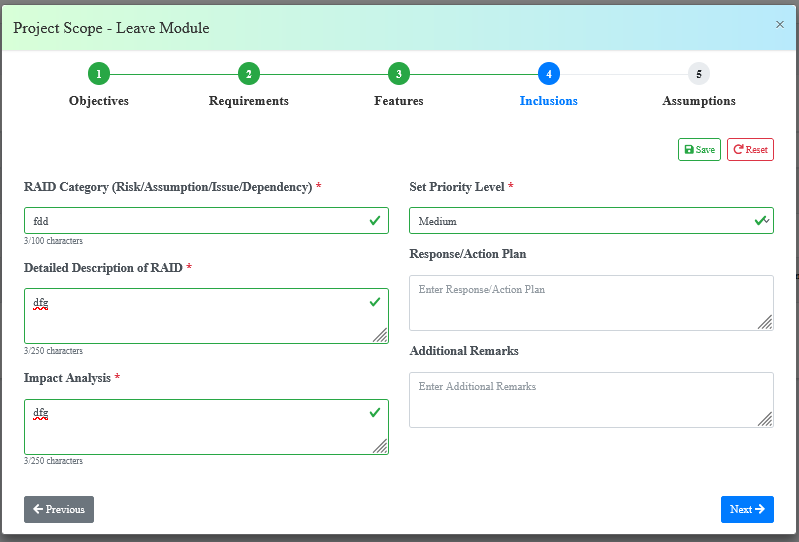 Project Scope - Leave Module
×
1 2 3 4 5
Objectives Requirements Features Inclusions Assumptions
Save Reset
RAID Category (Risk/Assumption/Issue/Dependency) *
fdd
3/100 characters
Detailed Description of RAID *
dfg
3/250 characters
Impact Analysis *
dfg
3/250 characters
Set Priority Level *
Medium
Response/Action Plan
Enter Response/Action Plan
Additional Remarks
Enter Additional Remarks
Previous
Next